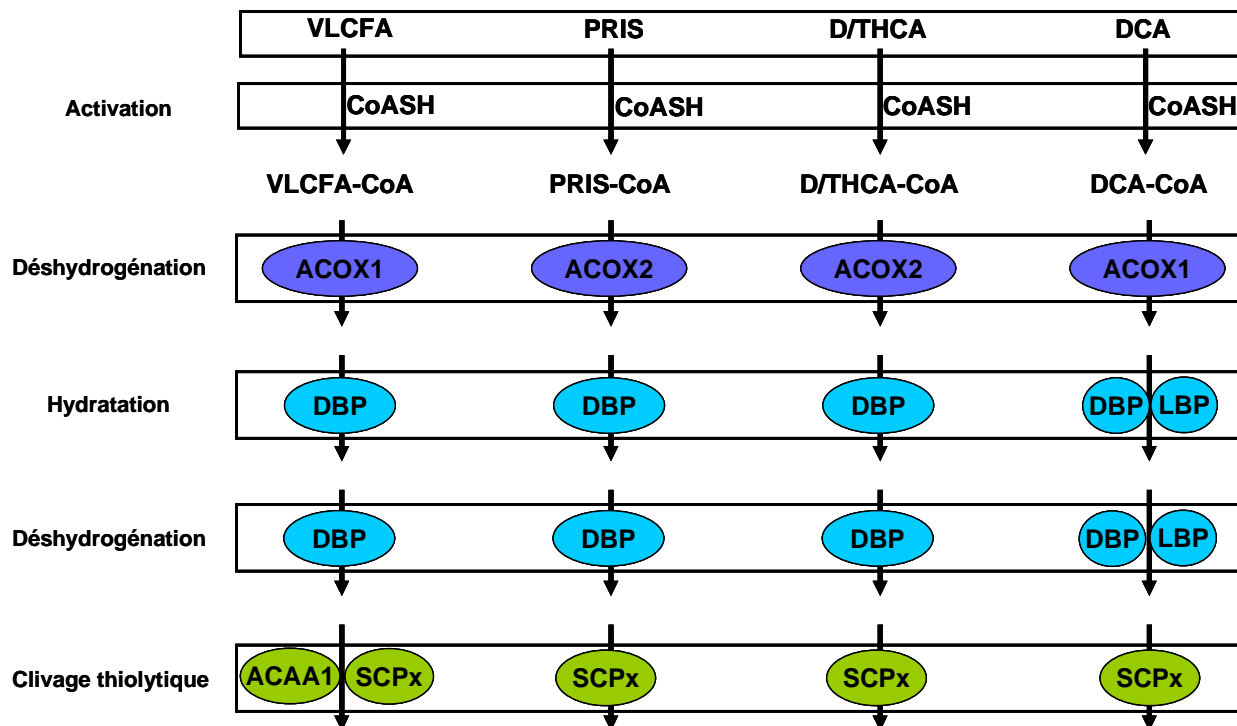 VLCFA PRIS D/THCA DCA
Activation CoASH CoASH CoASH CoASH
VLCFA-CoA PRIS-CoA D/THCA-CoA DCA-CoA
Déshydrogénation ACOX1 ACOX2 ACOX2 ACOX1
Hydratation DBP DBP DBP DBP LBP
Déshydrogénation DBP DBP DBP DBP LBP
Clivage thiolytique ACAA1 SCPx SCPx SCPx SCPx